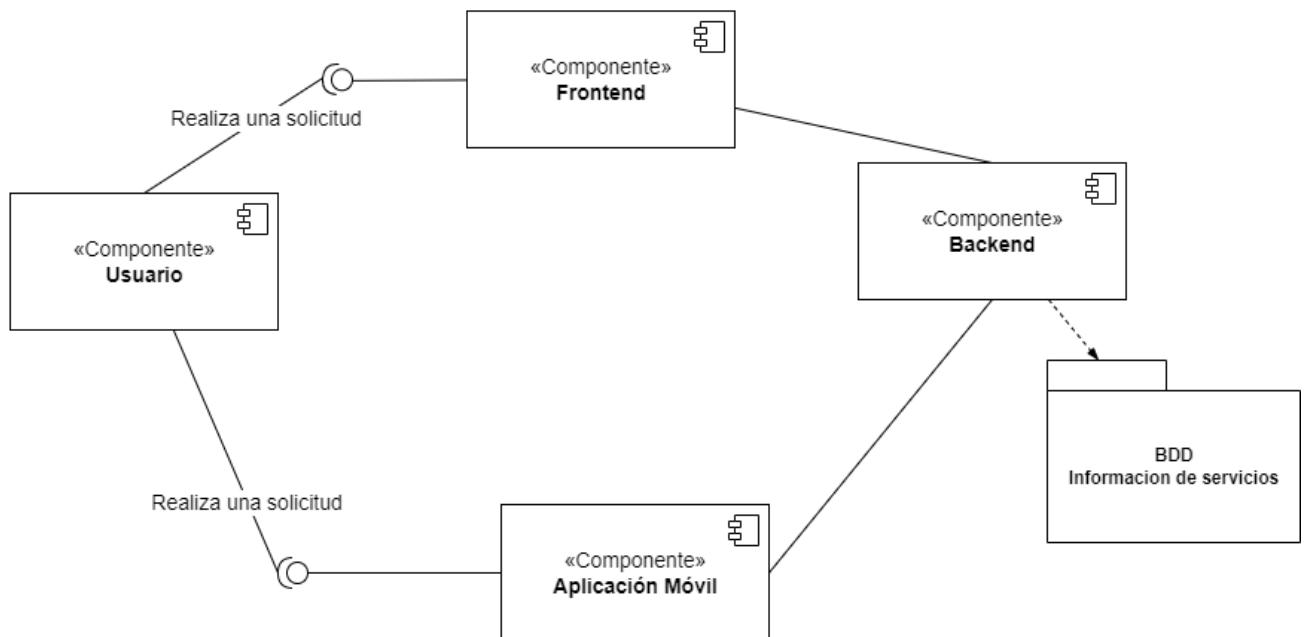 «Componente»
Frontend
Realiza una solicitud
«Componente»
Usuario
«Componente»
Backend
BDD
Informacion de servicios
Realiza una solicitud
«Componente»
Aplicación Móvil